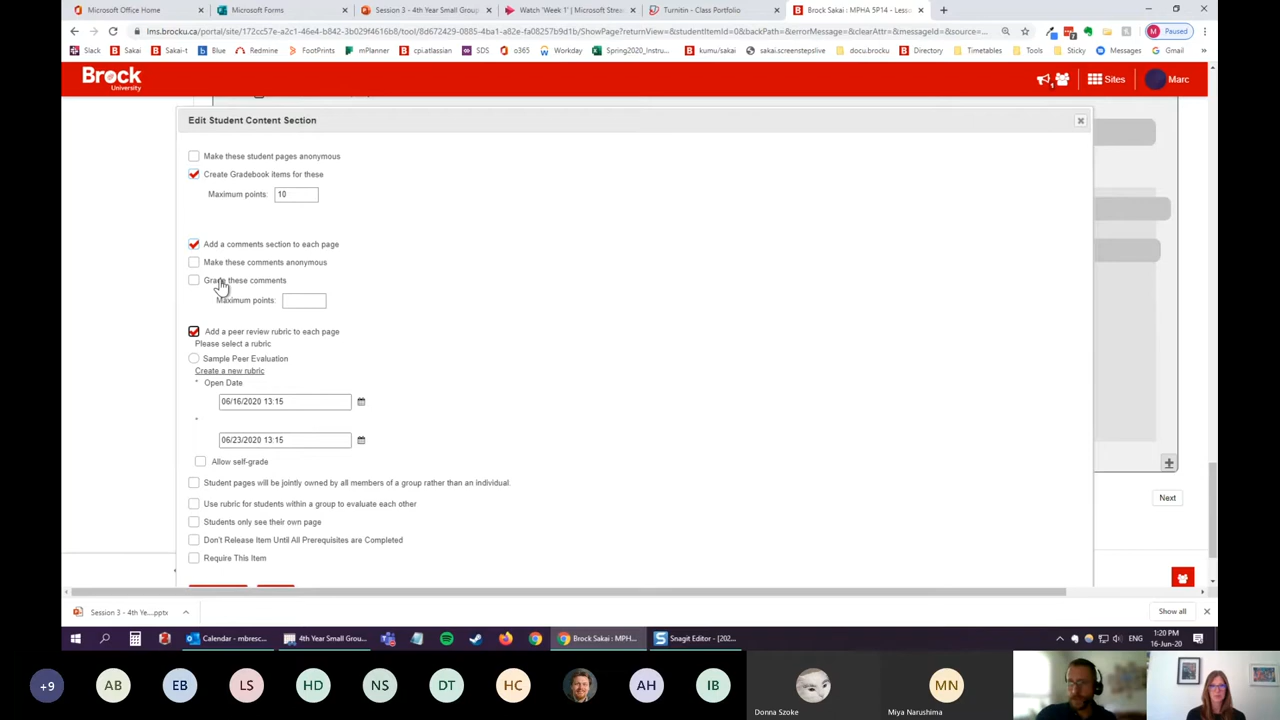 Microsoft Office Home
Microsoft Forms
Session 3 - 4th Year Small Grou
Watch 'Week 1' | Microsoft Strea
Turnitin - Class Portfolio
Brock Sakai : MPHA 5P14 - Lesso
Paused
Slack
Sakai
Sakai-t
Blue
Redmine
FootPrints
mPlanner
cpi.atlassian
SDS
o365
Workday
Spring2020_Instruc
kumu/sakai
sakai.screenstepslive
docu.brocku
Directory
Timetables
Tools
Sticky
Messages
Gmail
Brock
University
1
Sites
Marc
Edit Student Content Section
Make these student pages anonymous
Create Gradebook items for these
Maximum points: 10
Add a comments section to each page
Make these comments anonymous
Grade these comments
Maximum points:
Add a peer review rubric to each page
Please select a rubric
Sample Peer Evaluation
Create a new rubric
* Open Date
06/16/2020 13:15
*
06/23/2020 13:15
Allow self-grade
Student pages will be jointly owned by all members of a group rather than an individual.
Use rubric for students within a group to evaluate each other
Students only see their own page
Don't Release Item Until All Prerequisites are Completed
Require This Item
Next
Session 3 - 4th Ye....pptx
Show all
Calendar - mbresc...
4th Year Small Grou...
Brock Sakai : MPH...
Snagit Editor - [202...
ENG
1:20 PM
16-Jun-20
+9
AB
EB
LS
HD
NS
DT
HC
AH
IB
MN
Donna Szoke
Miya Narushima